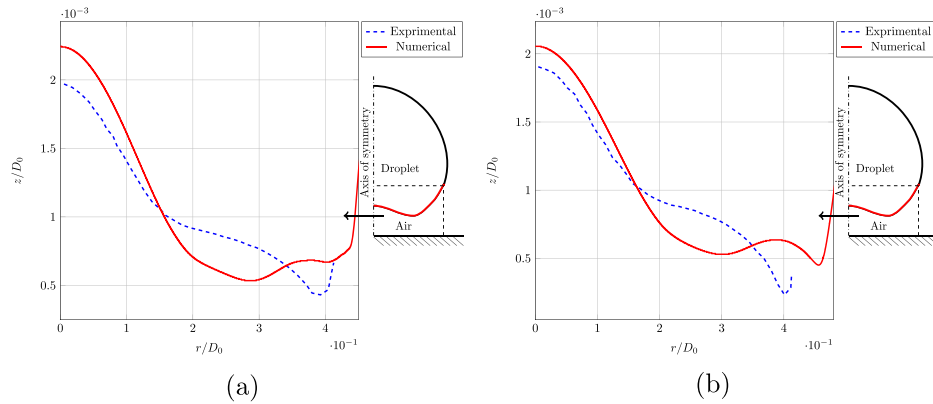 ·10⁻³
Exprimental
Numerical
2
1.5
1
0.5
z/D₀
0
1
2
3
4
·10⁻¹
r/D₀
Axis of symmetry
Droplet
Air
(a)
·10⁻³
Exprimental
Numerical
2
1.5
1
0.5
z/D₀
0
1
2
3
4
·10⁻¹
r/D₀
Axis of symmetry
Droplet
Air
(b)